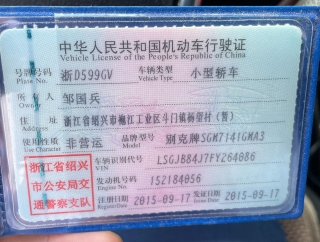 中华人民共和国机动车行驶证
Vehicle License of the People's Republic of China
号牌号码 浙D599GV 车辆类型 小型轿车
Plate No. Vehicle Type
所有人 邹国兵
Owner
住址 浙江省绍兴市袍江工业区斗门镇杨望社(暂)
Address
使用性质 非营运 品牌型号 别克牌SGM7141GMA3
Use Character Model
浙江省绍兴 车辆识别代号 LSGJB84J7FY264086
VIN
市公安局交 发动机号码 152184056
Engine No.
通警察支队 注册日期 2015-09-17 发证日期 2015-09-17
Register Date Issue Date